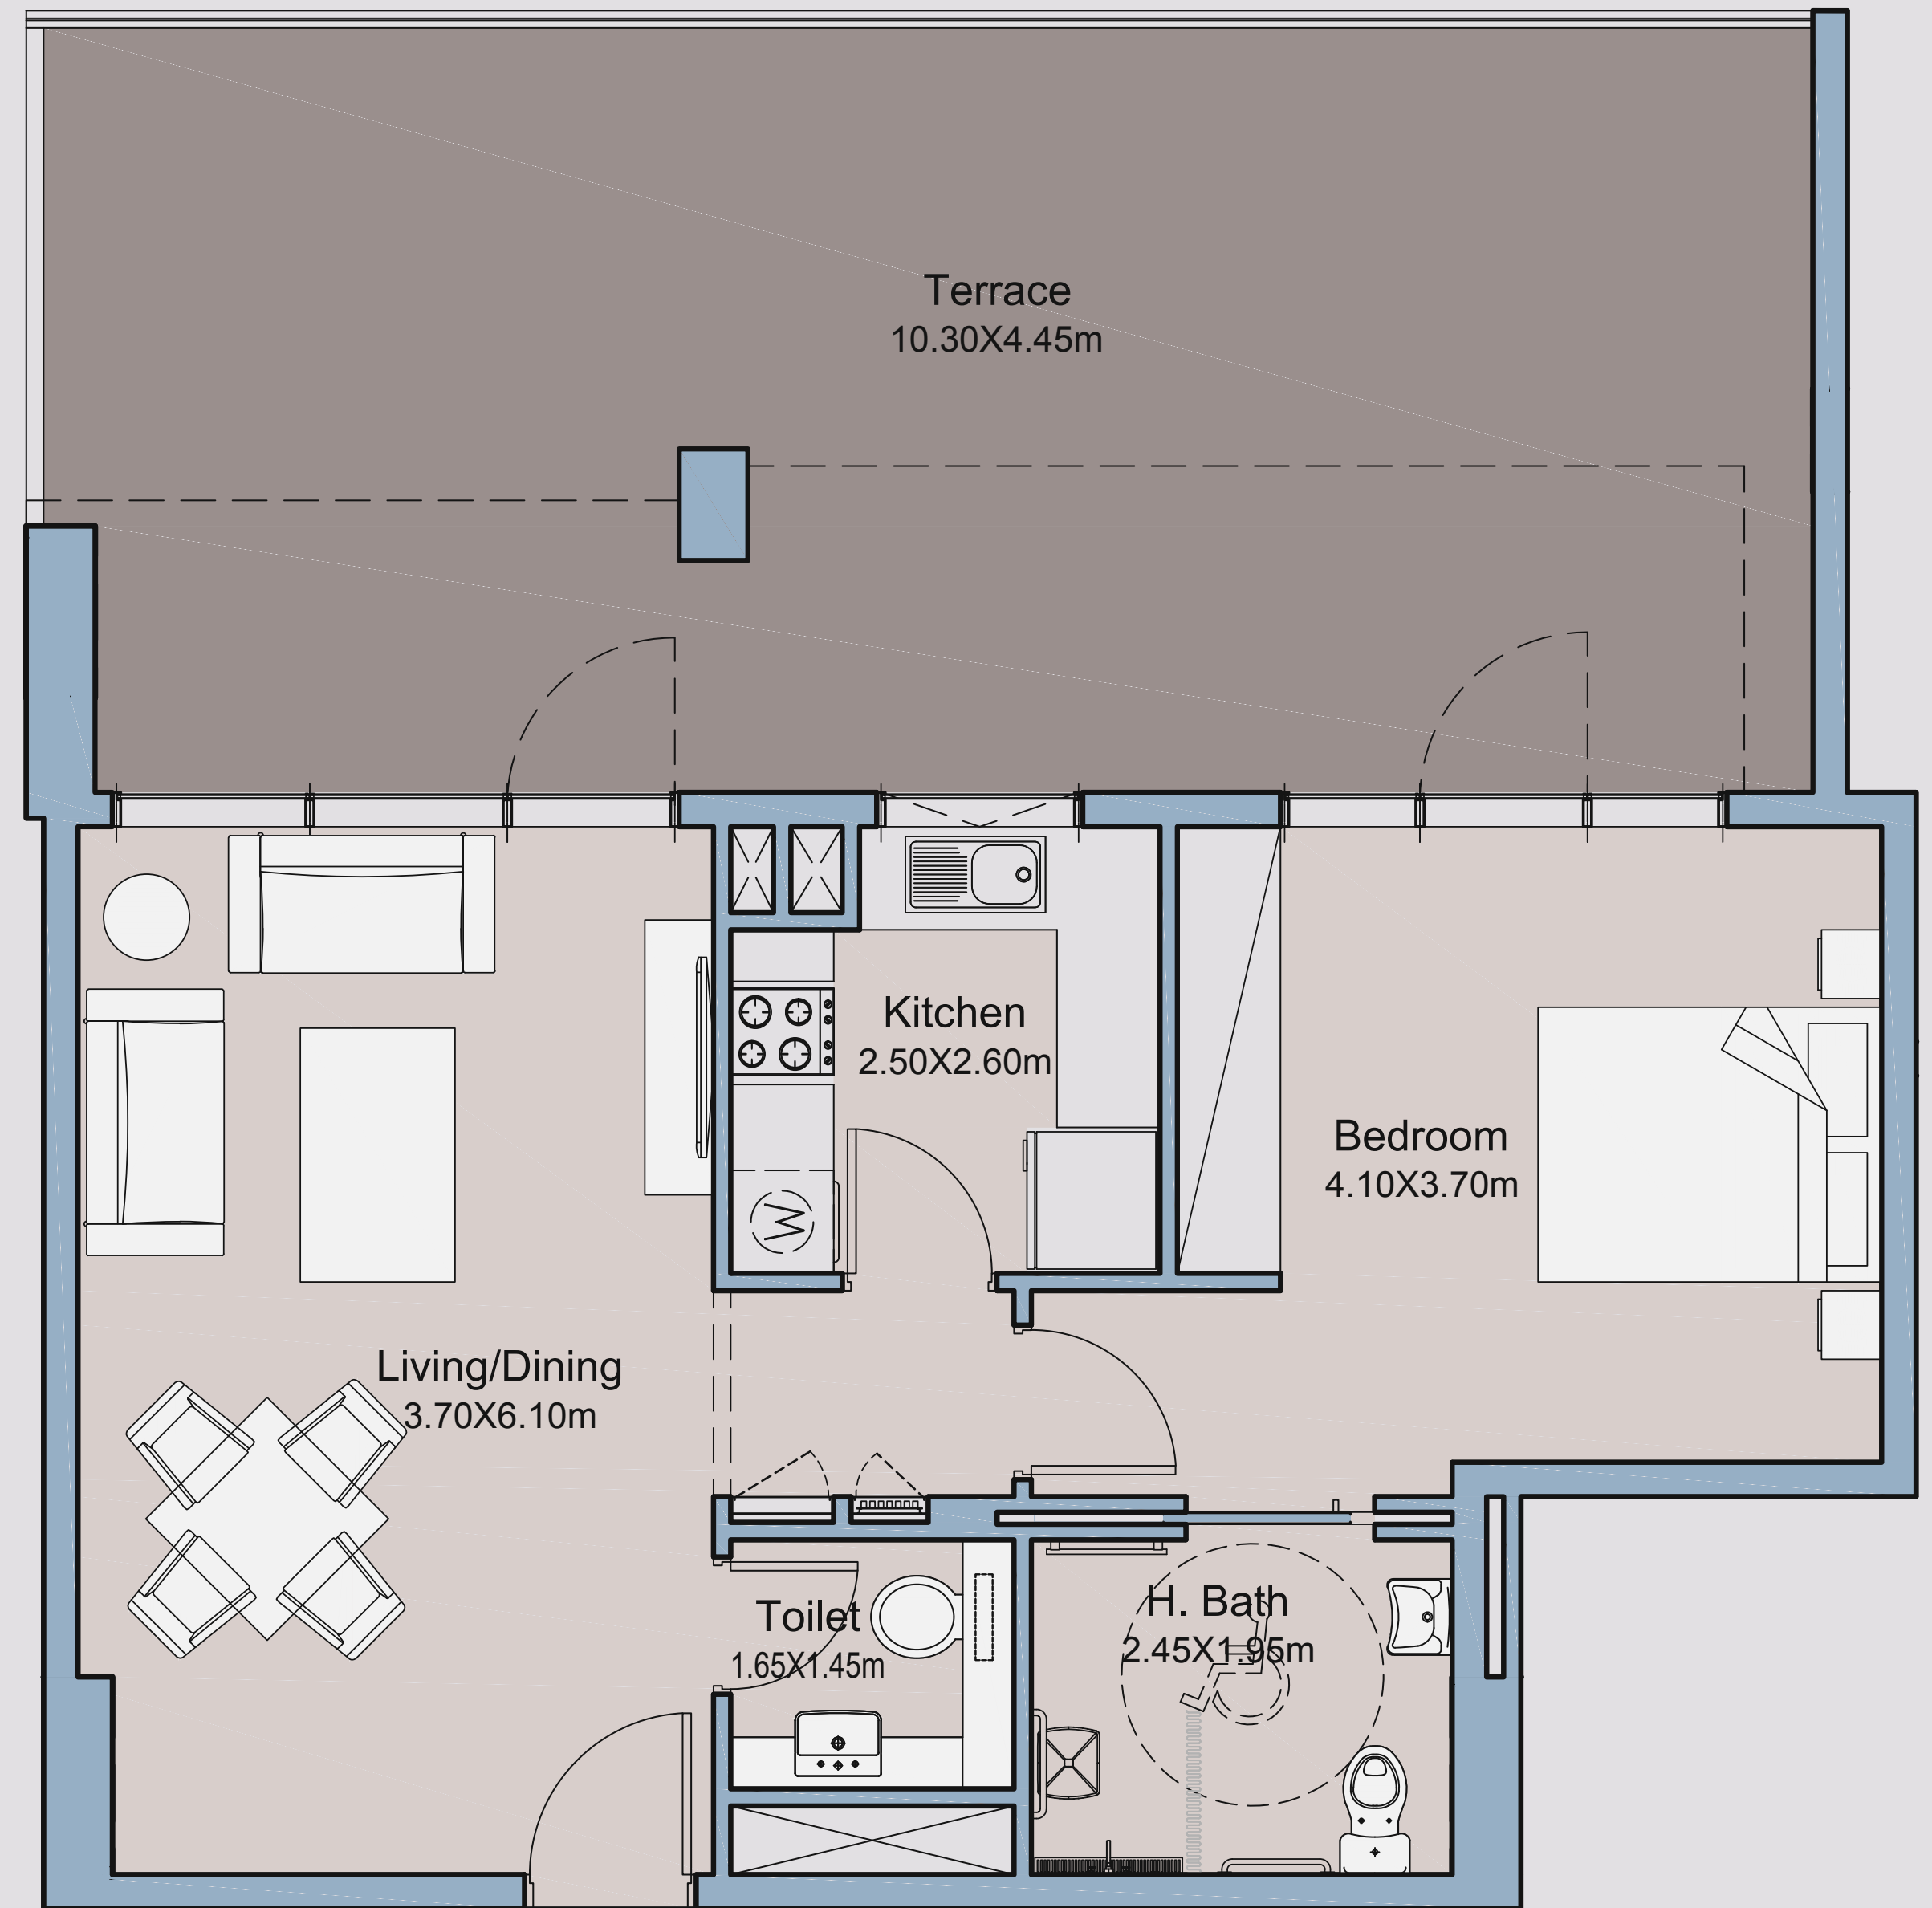 Terrace
10.30X4.45m
Kitchen
2.50X2.60m
Bedroom
4.10X3.70m
W
Living/Dining
3.70X6.10m
Toilet
1.65X1.45m
H. Bath
2.45X1.95m